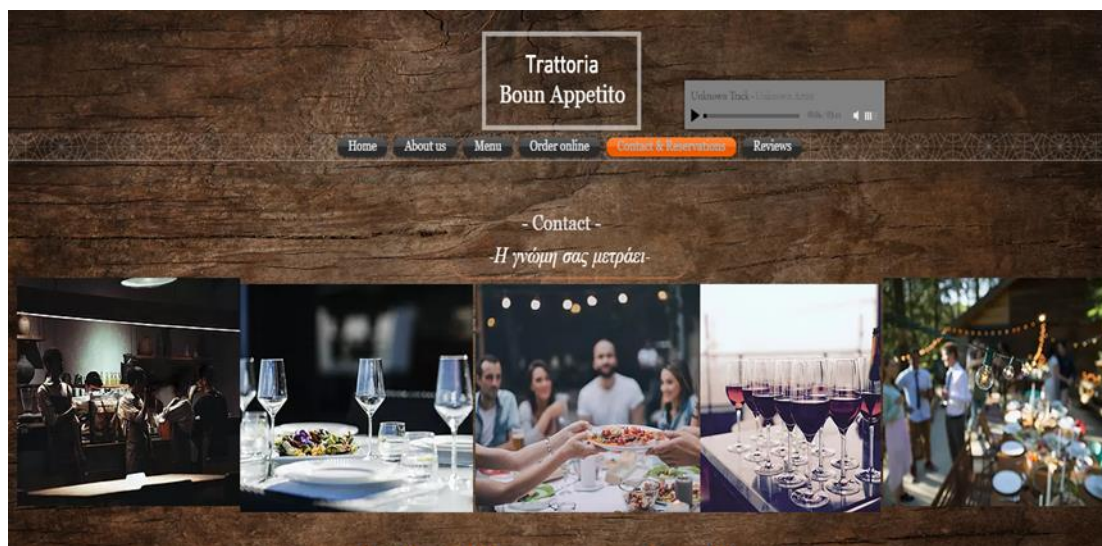 Trattoria
Boun Appetito
Unknown Track - Unknown Artist
Home About us Menu Order online Contact & Reservations Reviews
- Contact -
-Η γνώμη σας μετράει-